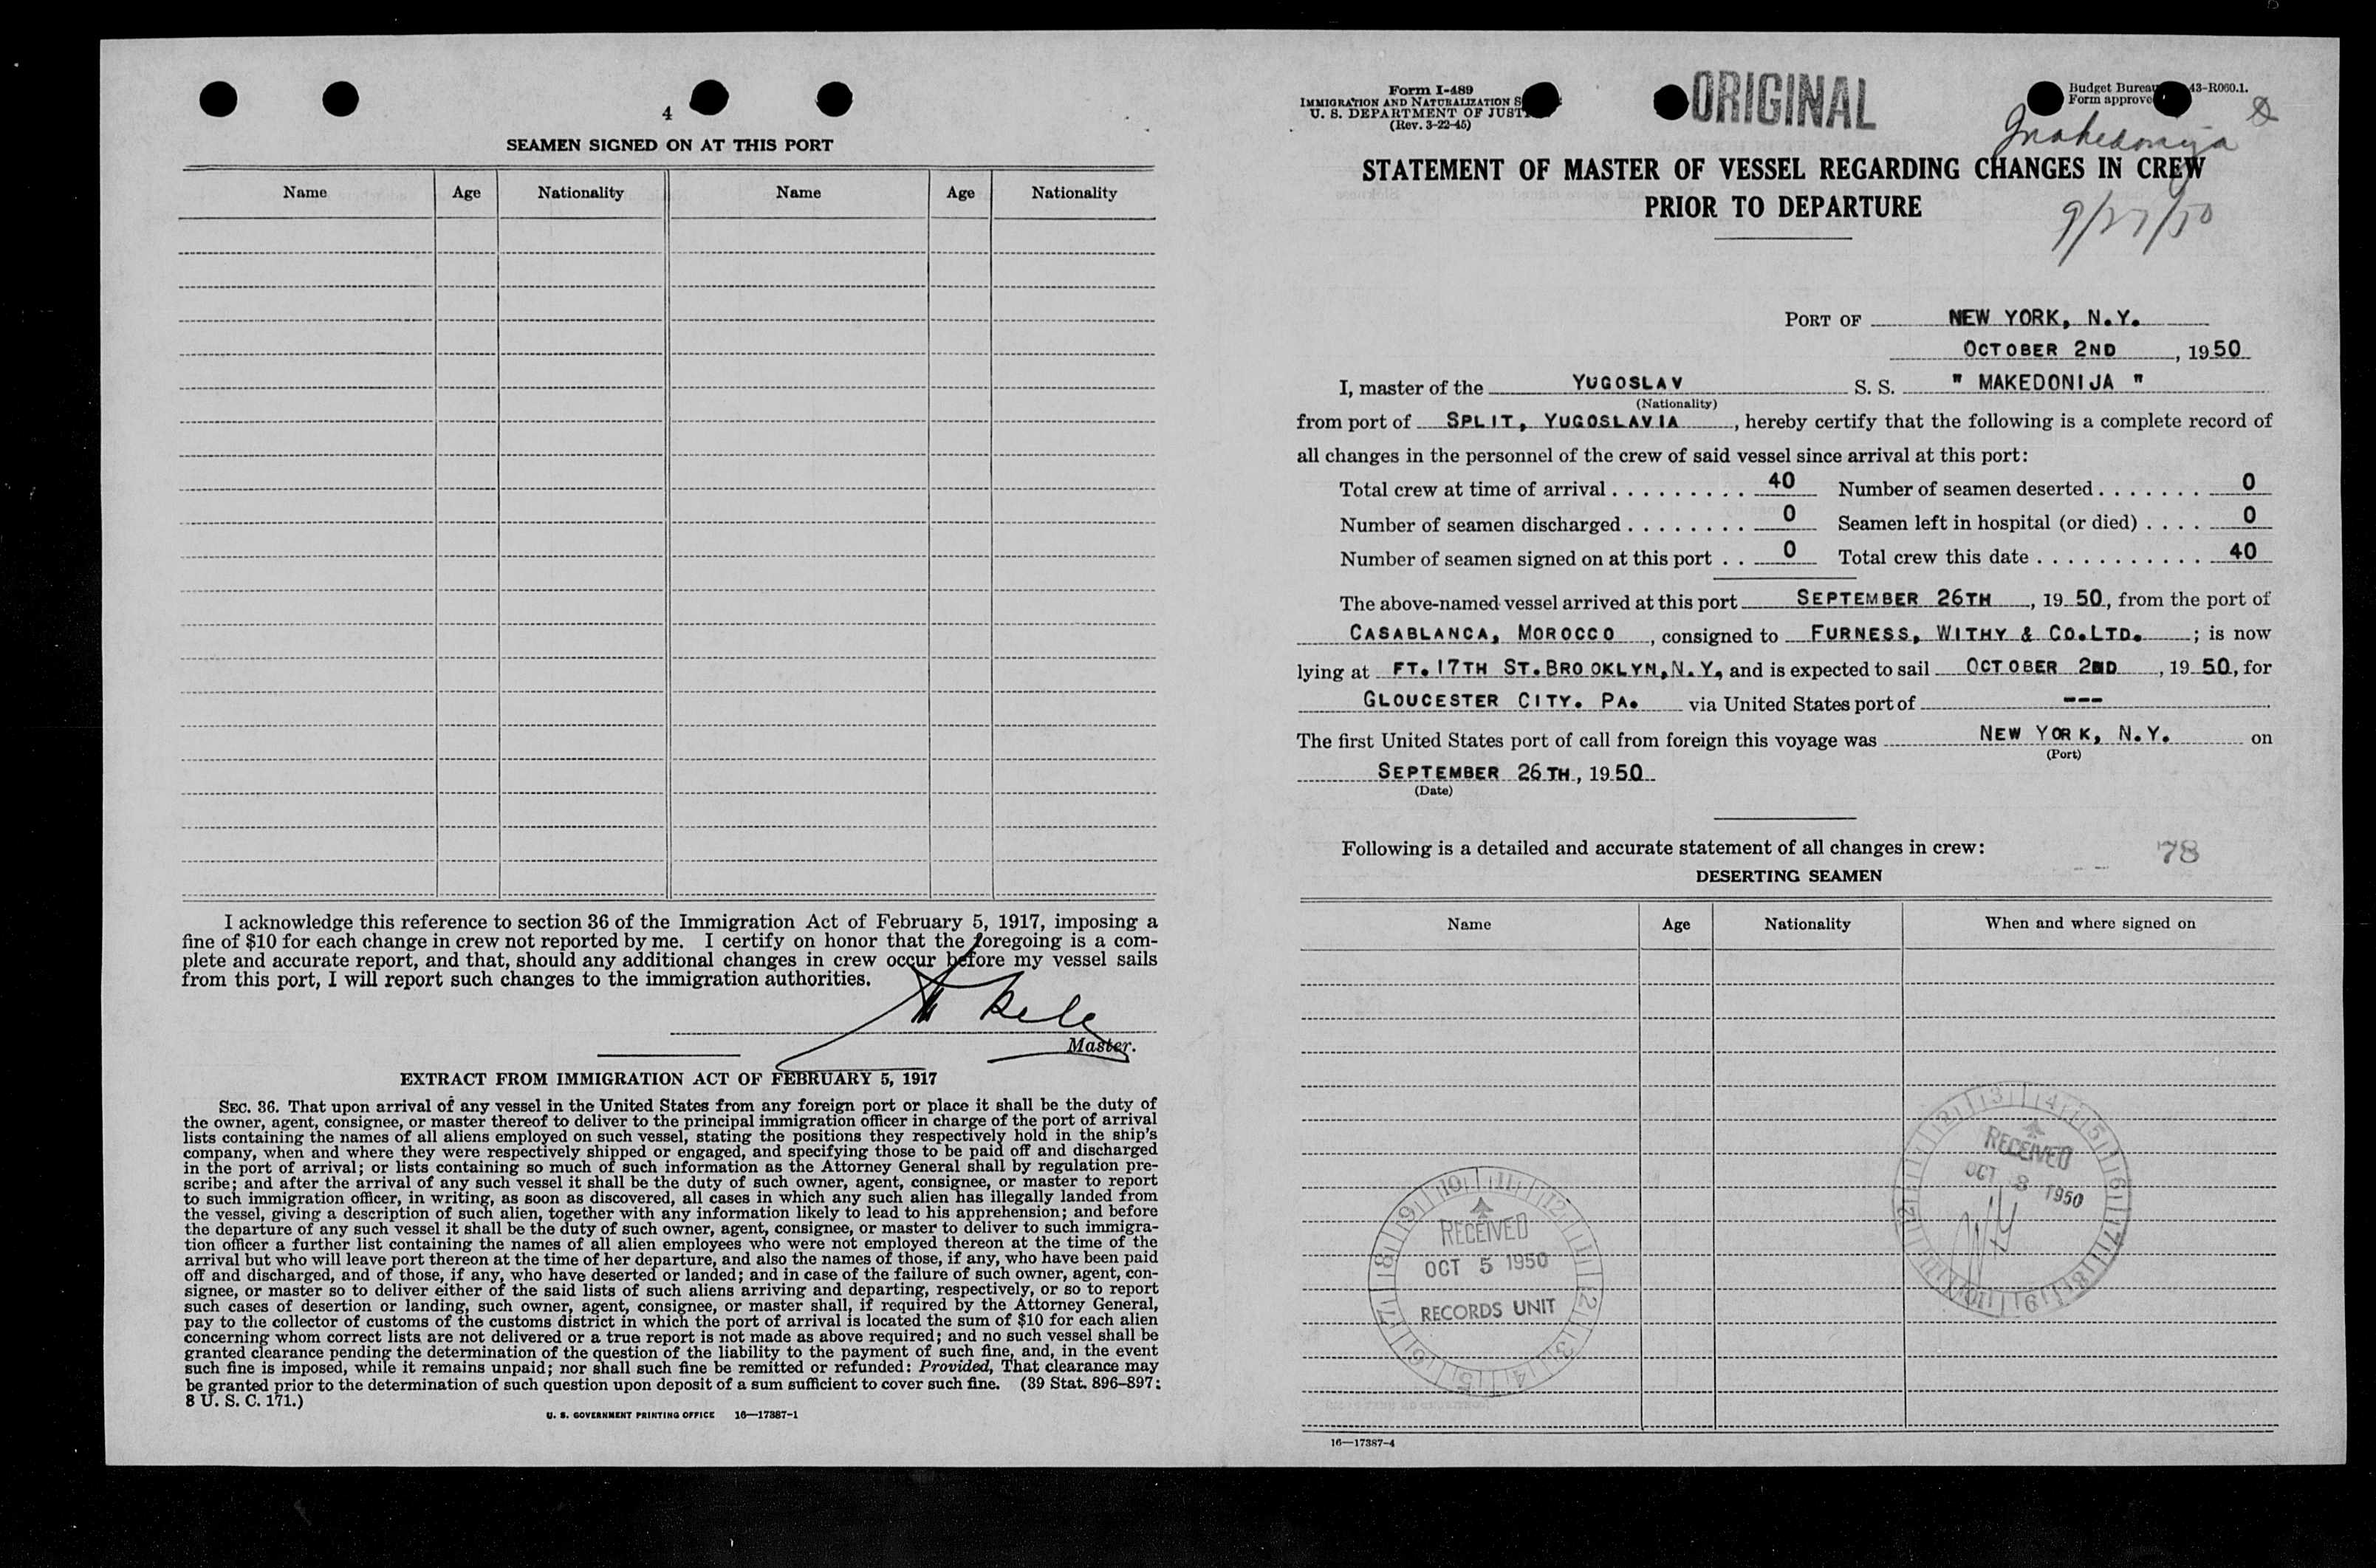 4
SEAMEN SIGNED ON AT THIS PORT
Name Age Nationality Name Age Nationality
I acknowledge this reference to section 36 of the Immigration Act of February 5, 1917, imposing a
fine of $10 for each change in crew not reported by me. I certify on honor that the foregoing is a com-
plete and accurate report, and that, should any additional changes in crew occur before my vessel sails
from this port, I will report such changes to the immigration authorities.
Master.
EXTRACT FROM IMMIGRATION ACT OF FEBRUARY 5, 1917
SEC. 36. That upon arrival of any vessel in the United States from any foreign port or place it shall be the duty of
the owner, agent, consignee, or master thereof to deliver to the principal immigration officer in charge of the port of arrival
lists containing the names of all aliens employed on such vessel, stating the positions they respectively hold in the ship's
company, when and where they were respectively shipped or engaged, and specifying those to be paid off and discharged
in the port of arrival; or lists containing so much of such information as the Attorney General shall by regulation pre-
scribe; and after the arrival of any such vessel it shall be the duty of such owner, agent, consignee, or master to report
to such immigration officer, in writing, as soon as discovered, all cases in which any such alien has illegally landed from
the vessel, giving a description of such alien, together with any information likely to lead to his apprehension; and before
the departure of any such vessel it shall be the duty of such owner, agent, consignee, or master to deliver to such immigra-
tion officer a further list containing the names of all alien employees who were not employed thereon at the time of the
arrival but who will leave port thereon at the time of her departure, and also the names of those, if any, who have been paid
off and discharged, and of those, if any, who have deserted or landed; and in case of the failure of such owner, agent, con-
signee, or master so to deliver either of the said lists of such aliens arriving and departing, respectively, or so to report
such cases of desertion or landing, such owner, agent, consignee, or master shall, if required by the Attorney General,
pay to the collector of customs of the customs district in which the port of arrival is located the sum of $10 for each alien
concerning whom correct lists are not delivered or a true report is not made as above required; and no such vessel shall be
granted clearance pending the determination of the question of the liability to the payment of such fine, and, in the event
such fine is imposed, while it remains unpaid; nor shall such fine be remitted or refunded: Provided, That clearance may
be granted prior to the determination of such question upon deposit of a sum sufficient to cover such fine. (39 Stat. 896–897;
8 U. S. C. 171.)
U. S. GOVERNMENT PRINTING OFFICE 16—17387-1
Form I-489
IMMIGRATION AND NATURALIZATION S
U. S. DEPARTMENT OF JUST
(Rev. 3-22-45)
ORIGINAL
Budget Bureau 43-R060.1.
Form approve
Makedonija
STATEMENT OF MASTER OF VESSEL REGARDING CHANGES IN CREW
PRIOR TO DEPARTURE
9/27/50
PORT OF NEW YORK, N.Y.
OCTOBER 2ND, 1950
I, master of the YUGOSLAV S. S. " MAKEDONIJA "
(Nationality)
from port of SPLIT, YUGOSLAVIA, hereby certify that the following is a complete record of
all changes in the personnel of the crew of said vessel since arrival at this port:
Total crew at time of arrival . . . . . . . . . 40 Number of seamen deserted . . . . . . . 0
Number of seamen discharged . . . . . . . . 0 Seamen left in hospital (or died) . . . . 0
Number of seamen signed on at this port . . 0 Total crew this date . . . . . . . . . . . 40
The above-named vessel arrived at this port SEPTEMBER 26TH, 1950, from the port of
CASABLANCA, MOROCCO, consigned to FURNESS, WITHY & CO.LTD. ; is now
lying at FT. 17TH ST. BROOKLYN, N.Y, and is expected to sail OCTOBER 2ND, 1950, for
GLOUCESTER CITY. PA. via United States port of ---
The first United States port of call from foreign this voyage was NEW YORK, N.Y. on
(Port)
SEPTEMBER 26TH, 1950
(Date)
Following is a detailed and accurate statement of all changes in crew:
78
DESERTING SEAMEN
Name Age Nationality When and where signed on
RECEIVED
OCT 3 1950
RECEIVED
OCT 5 1950
RECORDS UNIT
16—17387-4